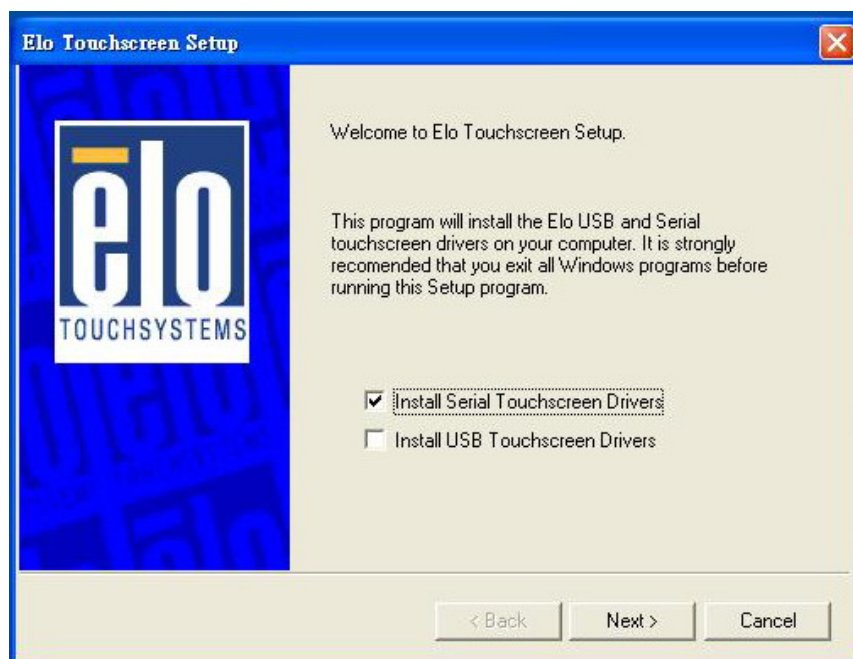 Elo Touchscreen Setup
elo
TOUCHSYSTEMS
Welcome to Elo Touchscreen Setup.
This program will install the Elo USB and Serial
touchscreen drivers on your computer. It is strongly
recomended that you exit all Windows programs before
running this Setup program.
Install Serial Touchscreen Drivers
Install USB Touchscreen Drivers
< Back
Next >
Cancel